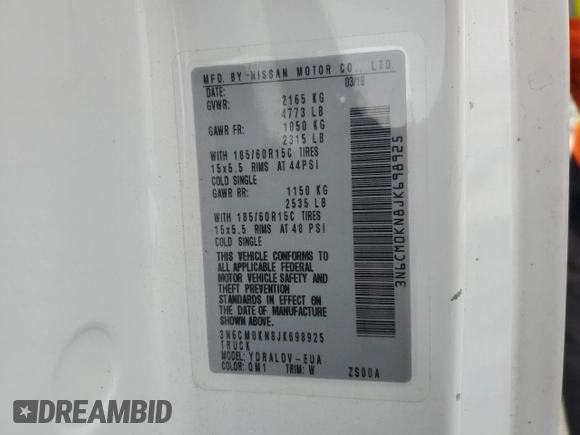 MFD. BY NISSAN MOTOR CO., LTD.
DATE: 03/18
GVWR: 2165 KG
4773 LB
GAWR FR: 1050 KG
2315 LB
WITH 185/60R15C TIRES
15x5.5 RIMS AT 44PSI
COLD SINGLE
GAWR RR: 1150 KG
2535 LB
WITH 185/60R15C TIRES
15x5.5 RIMS AT 48 PSI
COLD SINGLE
THIS VEHICLE CONFORMS TO
ALL APPLICABLE FEDERAL
MOTOR VEHICLE SAFETY AND
THEFT PREVENTION
STANDARDS IN EFFECT ON
THE DATE OF MANUFACTURE
SHOWN ABOVE.
3N6CM0KN8JK698925
TRUCK
MODEL: YDRALDV-EUA
COLOR: QM1 TRIM: W ZS00A
3N6CM0KN8JK698925
DREAMBID